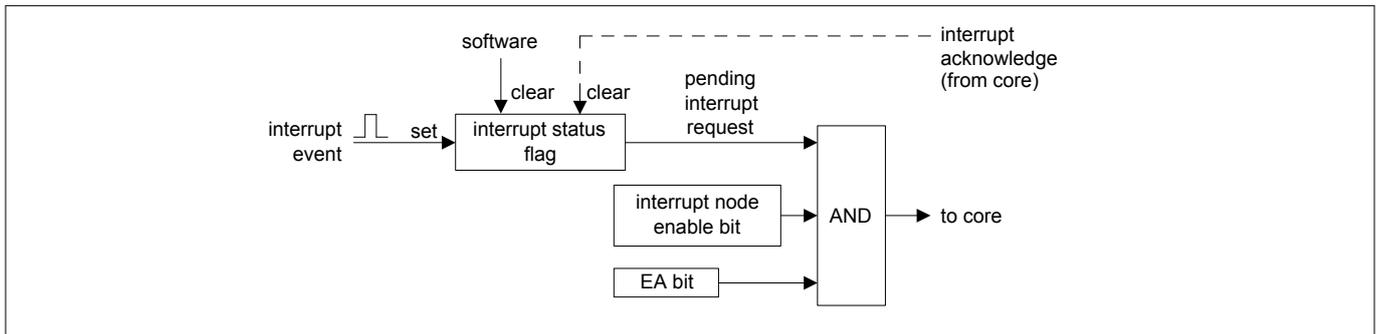 software
interrupt
acknowledge
(from core)
clear
clear
pending
interrupt
request
interrupt
event
set
interrupt status
flag
interrupt node
enable bit
AND
to core
EA bit